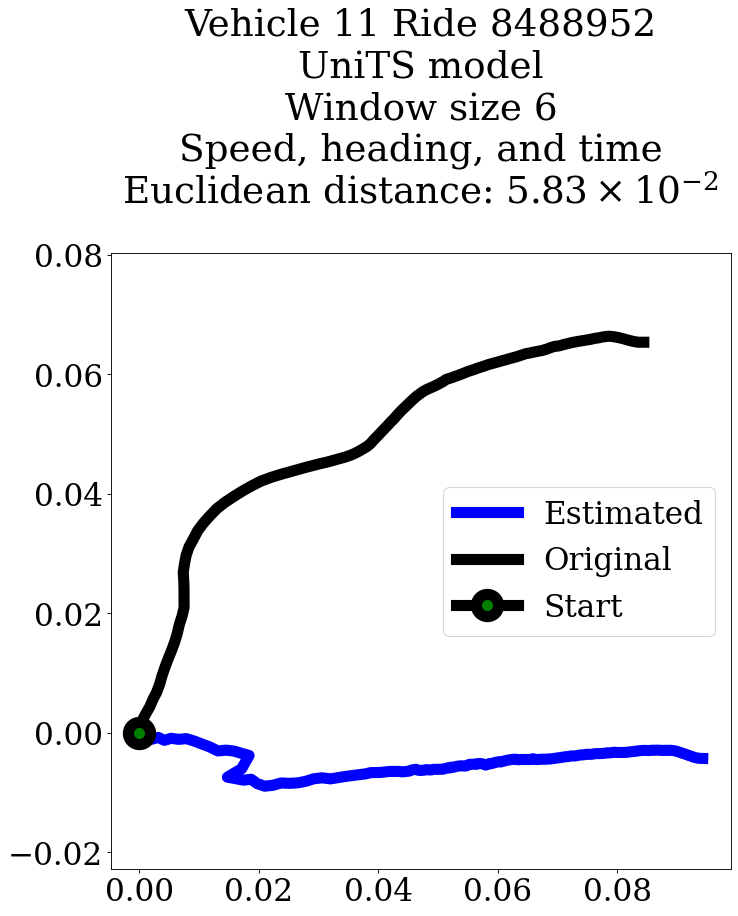 Vehicle 11 Ride 8488952
UniTS model
Window size 6
Speed, heading, and time
Euclidean distance: 5.83 × 10⁻²
0.08
0.06
0.04
0.02
0.00
−0.02
Estimated
Original
Start
0.00 0.02 0.04 0.06 0.08